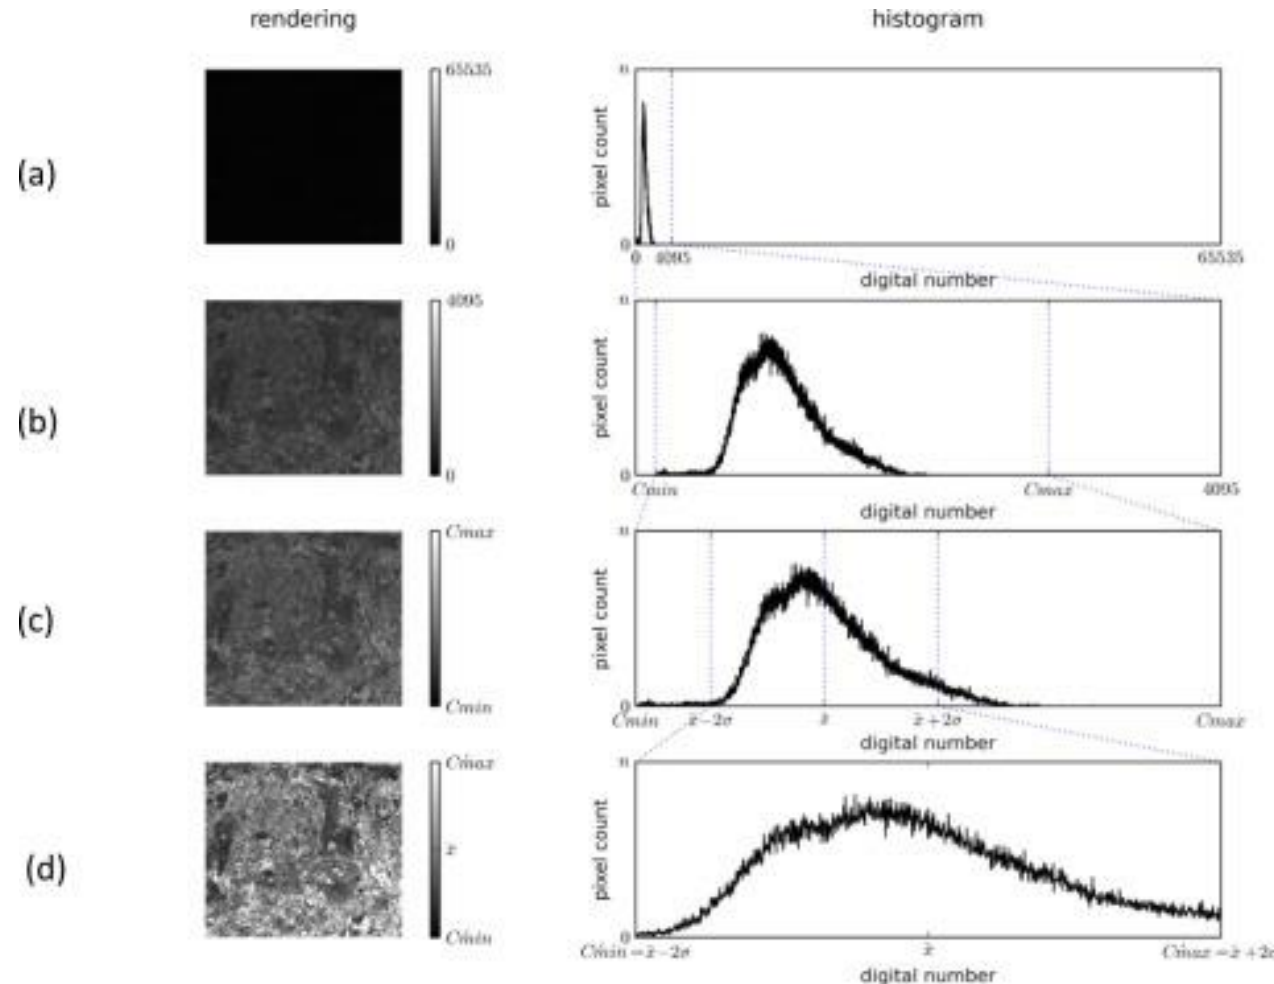 rendering histogram
(a)
65535
0
pixel count
n
0
0 4095 65535
digital number
(b)
4095
0
pixel count
n
0
Cmin Cmax 4095
digital number
(c)
Cmax
Cmin
pixel count
n
0
Cmin x̄−2σ x̄ x̄+2σ Cmax
digital number
(d)
Cmax
x̄
Cmin
pixel count
n
0
Cmin=x̄−2σ x̄ Cmax=x̄+2σ
digital number